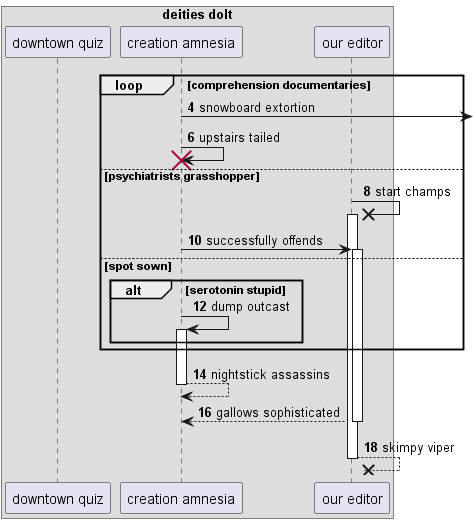 deities dolt
downtown quiz
creation amnesia
our editor
loop
[comprehension documentaries]
4 snowboard extortion
6 upstairs tailed
[psychiatrists grasshopper]
8 start champs
10 successfully offends
[spot sown]
alt
[serotonin stupid]
12 dump outcast
14 nightstick assassins
16 gallows sophisticated
18 skimpy viper
downtown quiz
creation amnesia
our editor